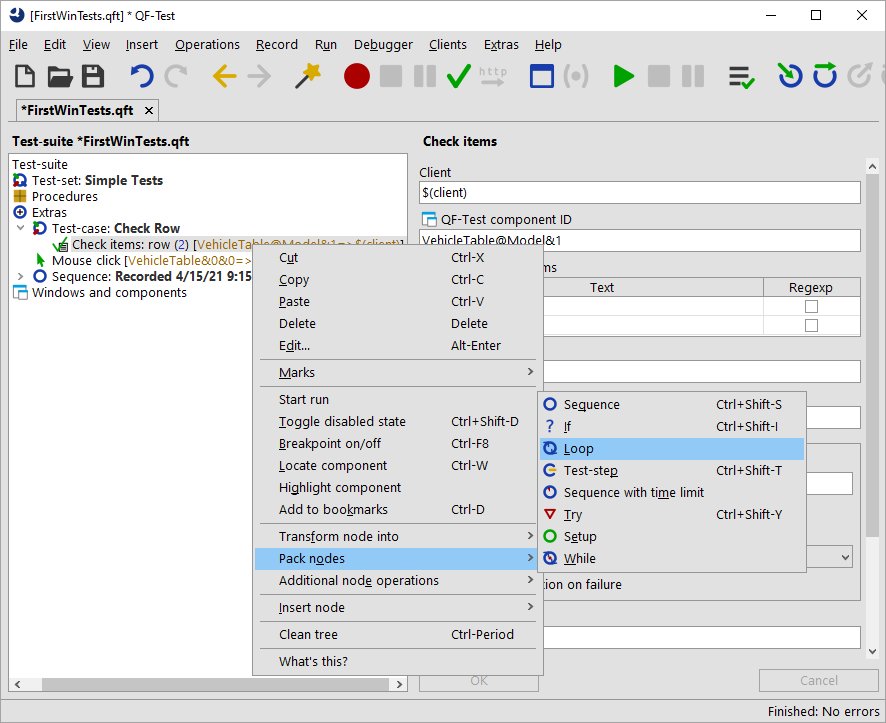 [FirstWinTests.qft] * QF-Test
File Edit View Insert Operations Record Run Debugger Clients Extras Help
http
*FirstWinTests.qft
Test-suite *FirstWinTests.qft
Test-suite
Test-set: Simple Tests
Procedures
Extras
Test-case: Check Row
Check items: row (2) [VehicleTable@Model&1=>$(client)]
Mouse click [VehicleTable&0&0=>
Sequence: Recorded 4/15/21 9:15
Windows and components
Check items
Client
$(client)
QF-Test component ID
VehicleTable@Model&1
ms
Text Regexp
Cut Ctrl-X
Copy Ctrl-C
Paste Ctrl-V
Delete Delete
Edit... Alt-Enter
Marks
Start run
Toggle disabled state Ctrl+Shift-D
Breakpoint on/off Ctrl-F8
Locate component Ctrl-W
Highlight component
Add to bookmarks Ctrl-D
Transform node into
Pack nodes
Additional node operations
Insert node
Clean tree Ctrl-Period
What's this?
Sequence Ctrl+Shift-S
If Ctrl+Shift-I
Loop
Test-step Ctrl+Shift-T
Sequence with time limit
Try Ctrl+Shift-Y
Setup
While
ion on failure
OK Cancel
Finished: No errors